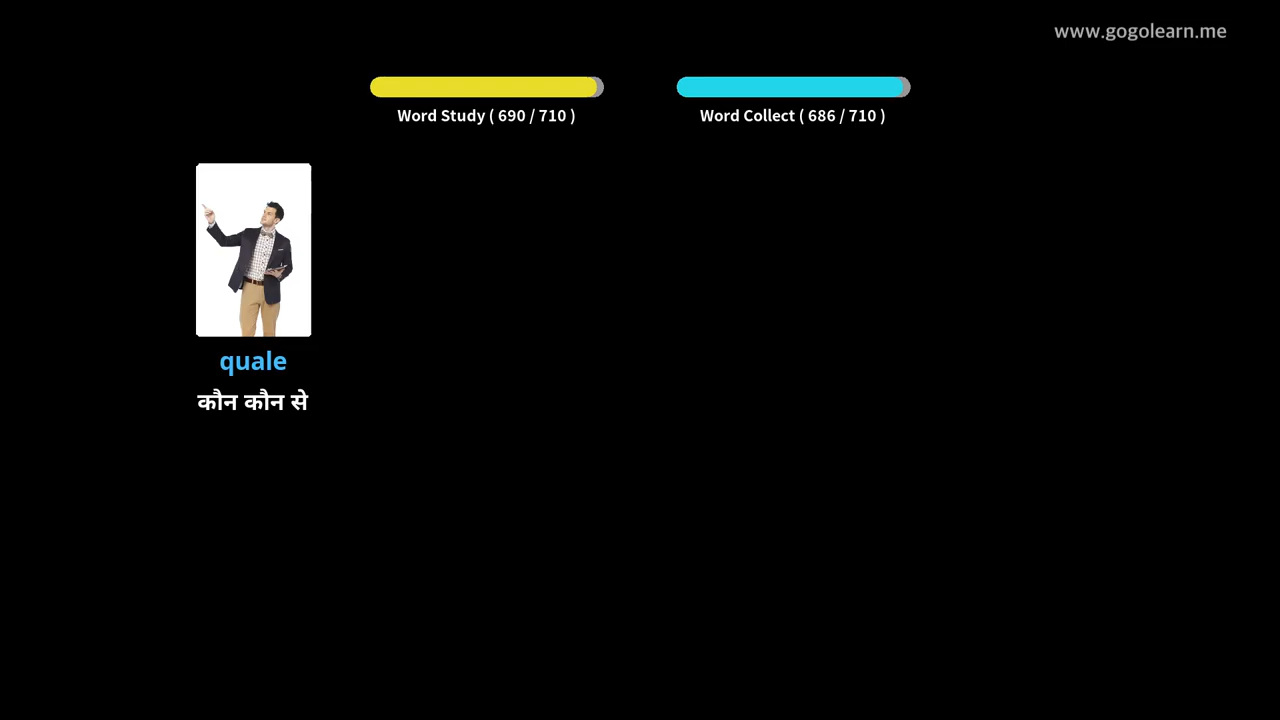 www.gogolearn.me
Word Study ( 690 / 710 )
Word Collect ( 686 / 710 )
quale
कौन कौन से